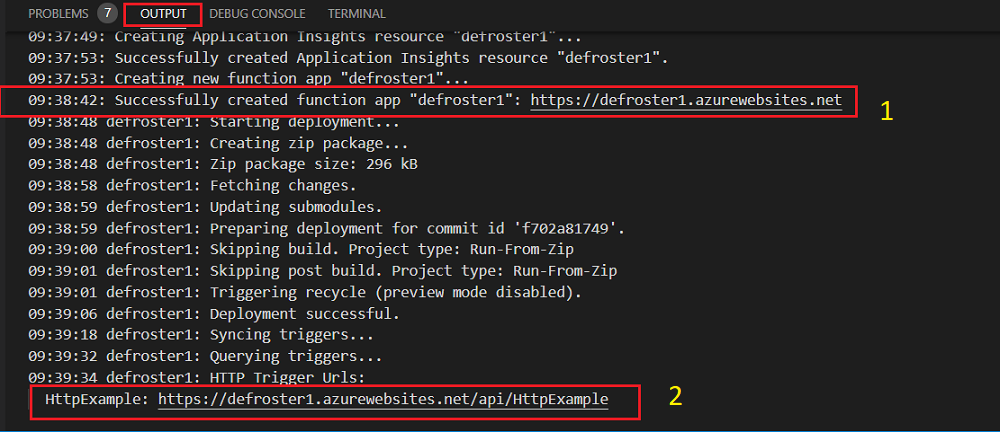 PROBLEMS 7 OUTPUT DEBUG CONSOLE TERMINAL
09:37:49: Creating Application Insights resource "defroster1"...
09:37:53: Successfully created Application Insights resource "defroster1".
09:37:53: Creating new function app "defroster1"...
09:38:42: Successfully created function app "defroster1": https://defroster1.azurewebsites.net
1
09:38:48 defroster1: Starting deployment...
09:38:48 defroster1: Creating zip package...
09:38:48 defroster1: Zip package size: 296 kB
09:38:58 defroster1: Fetching changes.
09:38:59 defroster1: Updating submodules.
09:38:59 defroster1: Preparing deployment for commit id 'f702a81749'.
09:39:00 defroster1: Skipping build. Project type: Run-From-Zip
09:39:01 defroster1: Skipping post build. Project type: Run-From-Zip
09:39:01 defroster1: Triggering recycle (preview mode disabled).
09:39:06 defroster1: Deployment successful.
09:39:18 defroster1: Syncing triggers...
09:39:32 defroster1: Querying triggers...
09:39:34 defroster1: HTTP Trigger Urls:
HttpExample: https://defroster1.azurewebsites.net/api/HttpExample
2